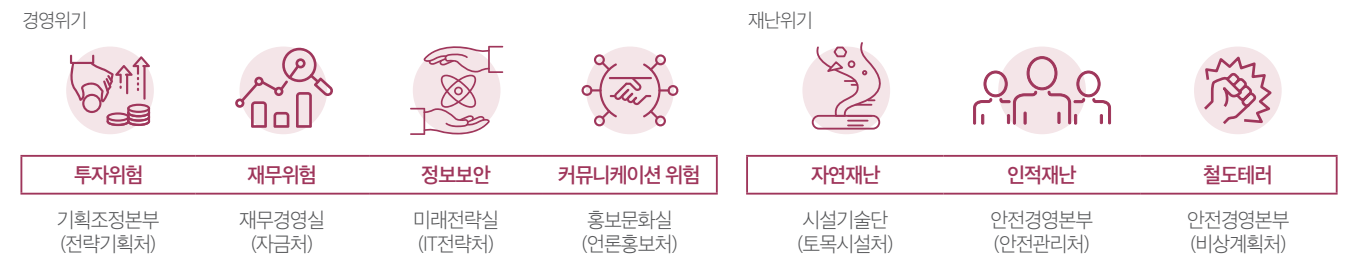 경영위기
재난위기
투자위험 재무위험 정보보안 커뮤니케이션 위험
자연재난 인적재난 철도테러
기획조정본부 재무경영실 미래전략실 홍보문화실
(전략기획처) (자금처) (IT전략처) (언론홍보처)
시설기술단 안전경영본부 안전경영본부
(토목시설처) (안전관리처) (비상계획처)